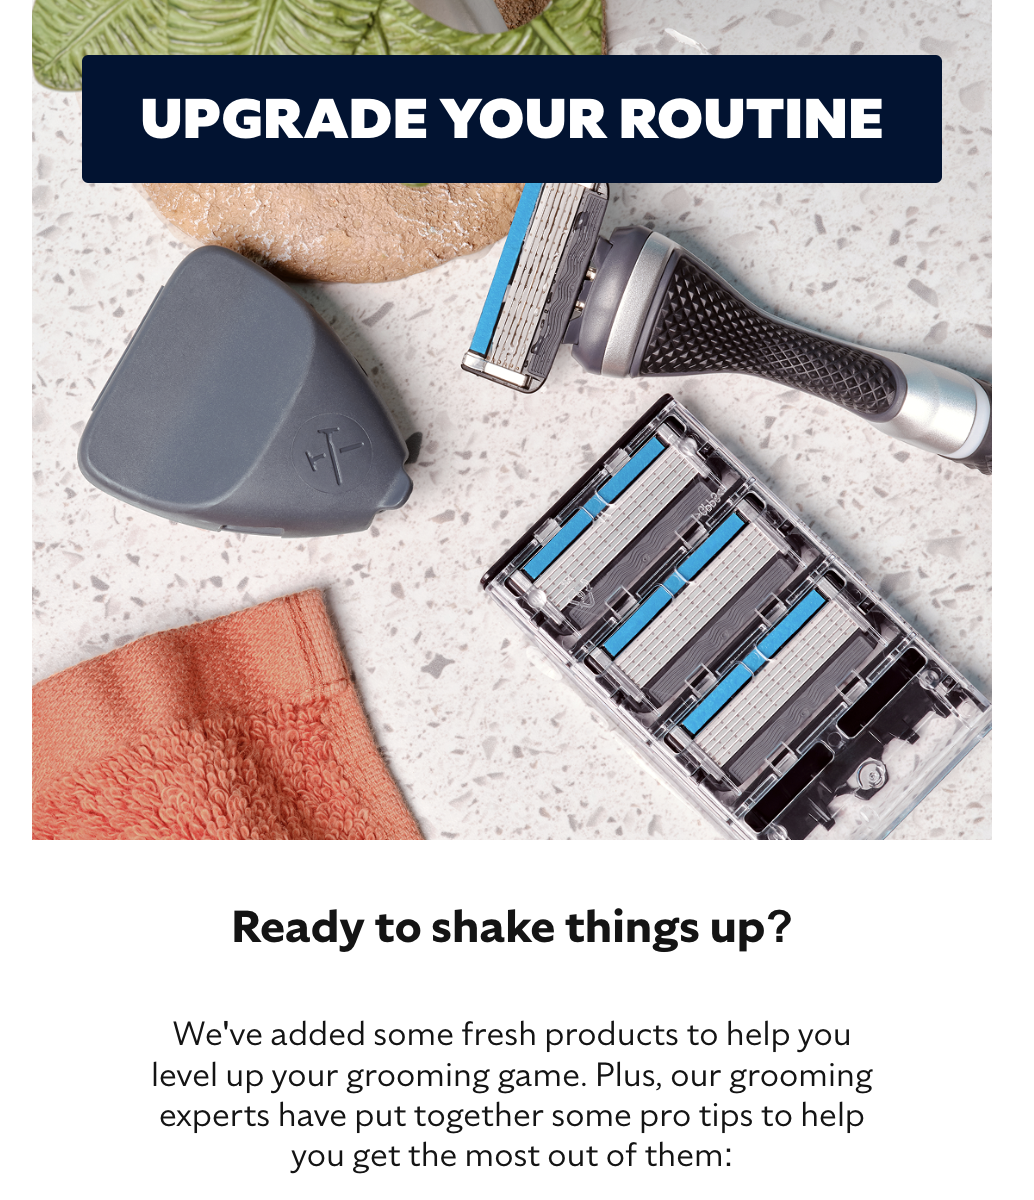 UPGRADE YOUR ROUTINE
Ready to shake things up?
We've added some fresh products to help you
level up your grooming game. Plus, our grooming
experts have put together some pro tips to help
you get the most out of them: